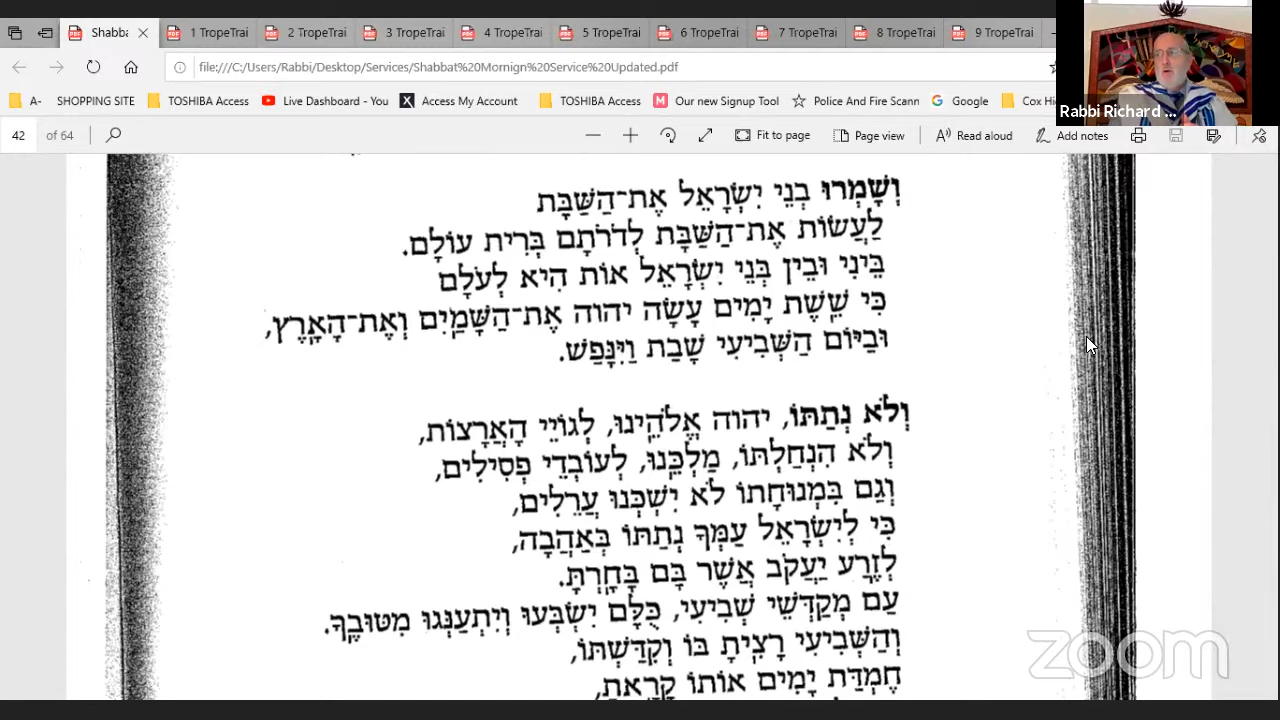 Shabba
1 TropeTrai
2 TropeTrai
3 TropeTrai
4 TropeTrai
5 TropeTrai
6 TropeTrai
7 TropeTrai
8 TropeTrai
9 TropeTrai
file:///C:/Users/Rabbi/Desktop/Services/Shabbat%20Mornign%20Service%20Updated.pdf
A- SHOPPING SITE
TOSHIBA Access
Live Dashboard - You
Access My Account
TOSHIBA Access
Our new Signup Tool
Police And Fire Scann
Google
Cox Hi
Rabbi Richard ...
42 of 64
Fit to page
Page view
Read aloud
Add notes
וְשָׁמְרוּ בְנֵי יִשְׂרָאֵל אֶת־הַשַּׁבָּת
לַעֲשׂוֹת אֶת־הַשַּׁבָּת לְדֹרֹתָם בְּרִית עוֹלָם.
בֵּינִי וּבֵין בְּנֵי יִשְׂרָאֵל אוֹת הִיא לְעֹלָם
כִּי שֵֽׁשֶׁת יָמִים עָשָׂה יהוה אֶת־הַשָּׁמַֽיִם וְאֶת־הָאָֽרֶץ,
וּבַיּוֹם הַשְּׁבִיעִי שָׁבַת וַיִּנָּפַשׁ.
וְלֹא נְתַתּוֹ, יהוה אֱלֹהֵֽינוּ, לְגוֹיֵי הָאֲרָצוֹת,
וְלֹא הִנְחַלְתּוֹ, מַלְכֵּֽנוּ, לְעוֹבְדֵי פְסִילִים,
וְגַם בִּמְנוּחָתוֹ לֹא יִשְׁכְּנוּ עֲרֵלִים,
כִּי לְיִשְׂרָאֵל עַמְּךָ נְתַתּוֹ בְּאַהֲבָה,
לְזֶֽרַע יַעֲקֹב אֲשֶׁר בָּם בָּחָֽרְתָּ.
עַם מְקַדְּשֵׁי שְׁבִיעִי, כֻּלָּם יִשְׂבְּעוּ וְיִתְעַנְּגוּ מִטּוּבֶֽךָ.
וְהַשְּׁבִיעִי רָצִֽיתָ בּוֹ וְקִדַּשְׁתּוֹ,
חֶמְדַּת יָמִים אוֹתוֹ קָרָֽאתָ,
zoom